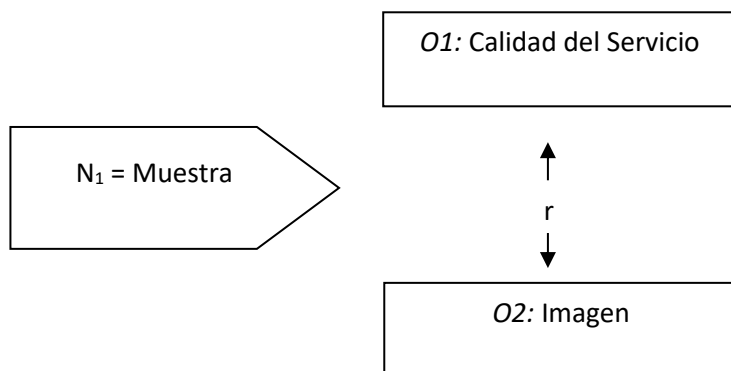 O1: Calidad del Servicio
N₁ = Muestra
r
O2: Imagen